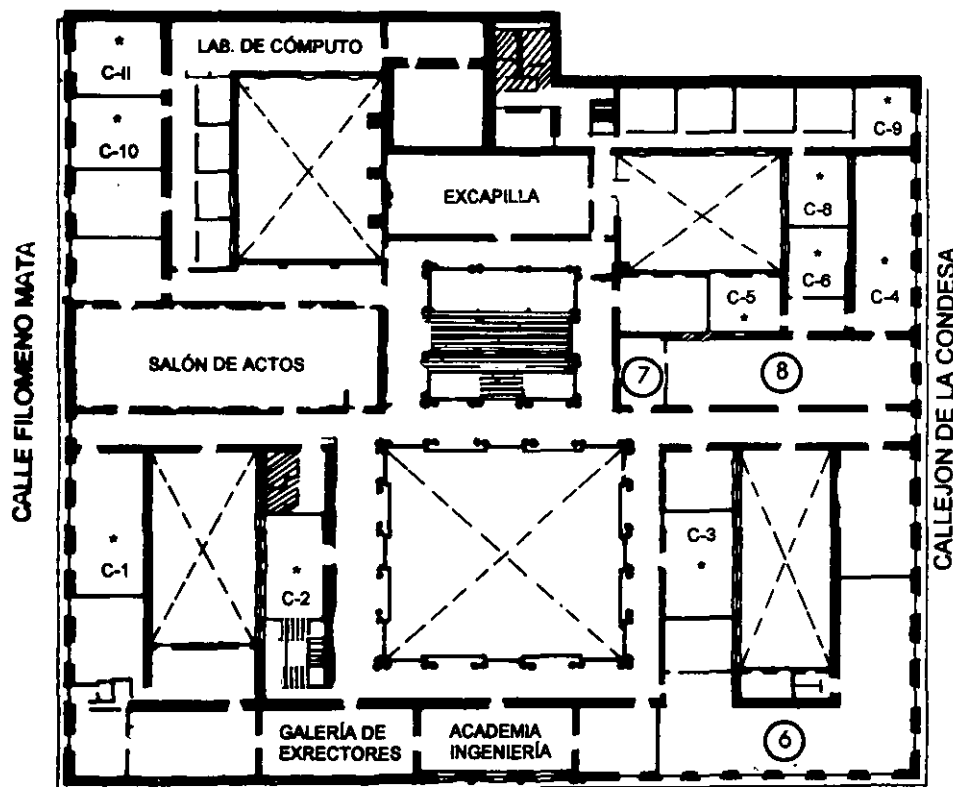 LAB. DE CÓMPUTO
*
C-11
*
C-10
*
C-9
EXCAPILLA
*
C-8
*
C-6
*
C-4
C-5
*
CALLE FILOMENO MATA
SALÓN DE ACTOS
7
8
CALLEJON DE LA CONDESA
*
C-1
*
C-2
C-3
*
GALERÍA DE
EXRECTORES
ACADEMIA
INGENIERÍA
6